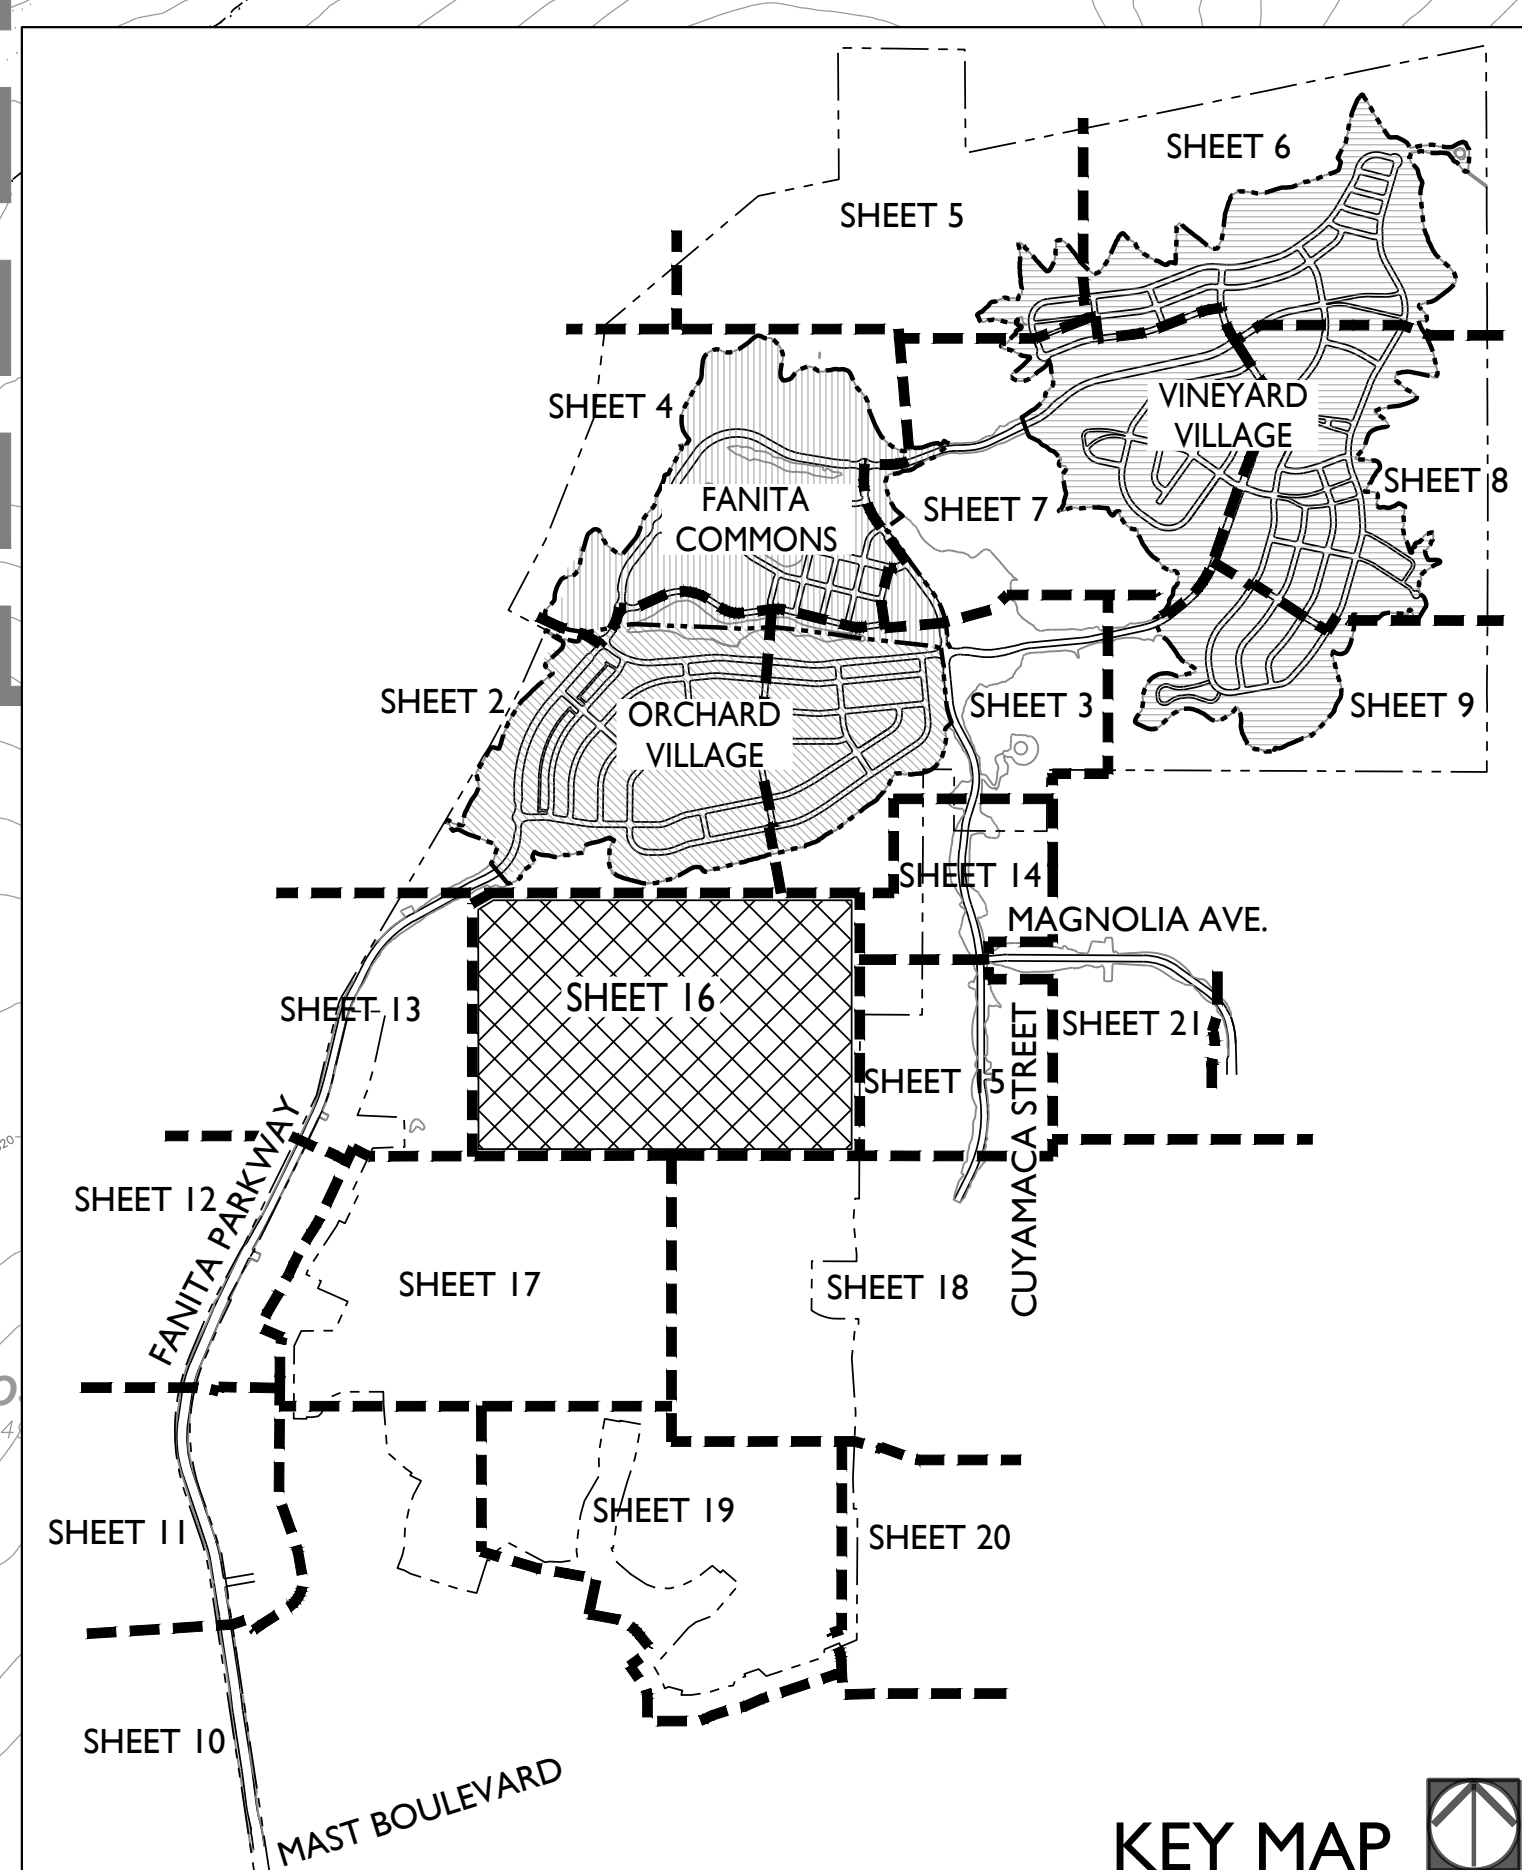 SHEET 6
SHEET 5
SHEET 4
VINEYARD
VILLAGE
SHEET 8
FANITA
COMMONS
SHEET 7
SHEET 2
ORCHARD
VILLAGE
SHEET 3
SHEET 9
SHEET 14
MAGNOLIA AVE.
SHEET 13
SHEET 16
SHEET 21
SHEET 15
CUYAMACA STREET
SHEET 12
FANITA PARKWAY
SHEET 17
SHEET 18
SHEET 11
SHEET 19
SHEET 20
SHEET 10
MAST BOULEVARD
KEY MAP